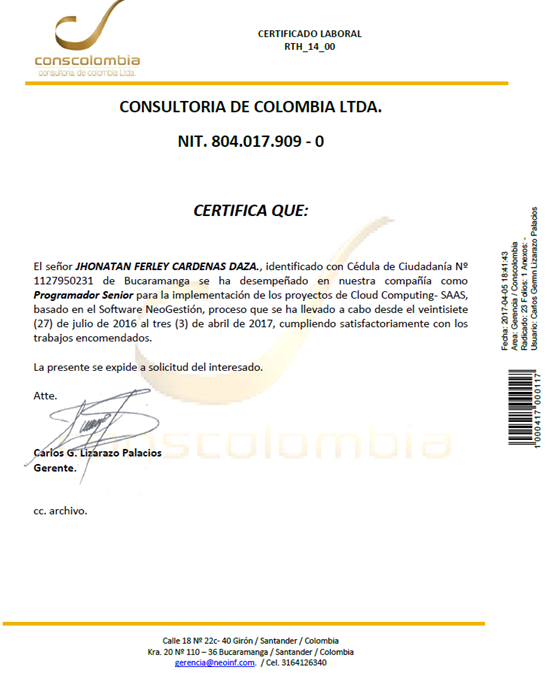 conscolombia
consultoria de colombia Ltda.
CERTIFICADO LABORAL
RTH_14_00
CONSULTORIA DE COLOMBIA LTDA.
NIT. 804.017.909 - 0
CERTIFICA QUE:
El señor JHONATAN FERLEY CARDENAS DAZA., identificado con Cédula de Ciudadanía Nº
1127950231 de Bucaramanga se ha desempeñado en nuestra compañía como
Programador Senior para la implementación de los proyectos de Cloud Computing- SAAS,
basado en el Software NeoGestión, proceso que se ha llevado a cabo desde el veintisiete
(27) de julio de 2016 al tres (3) de abril de 2017, cumpliendo satisfactoriamente con los
trabajos encomendados.
La presente se expide a solicitud del interesado.
Atte.
conscolombia
Carlos G. Lizarazo Palacios
Gerente.
cc. archivo.
Calle 18 Nº 22c- 40 Girón / Santander / Colombia
Kra. 20 Nº 110 – 36 Bucaramanga / Santander / Colombia
gerencia@neoinf.com. / Cel. 3164126340
Fecha: 2017-04-05 18:41:43
Area: Gerencia / Conscolombia
Radicado: 23 Folios: 1 Anexos: -
Usuario: Carlos Gemn Lizarazo Palacios
1000417000117